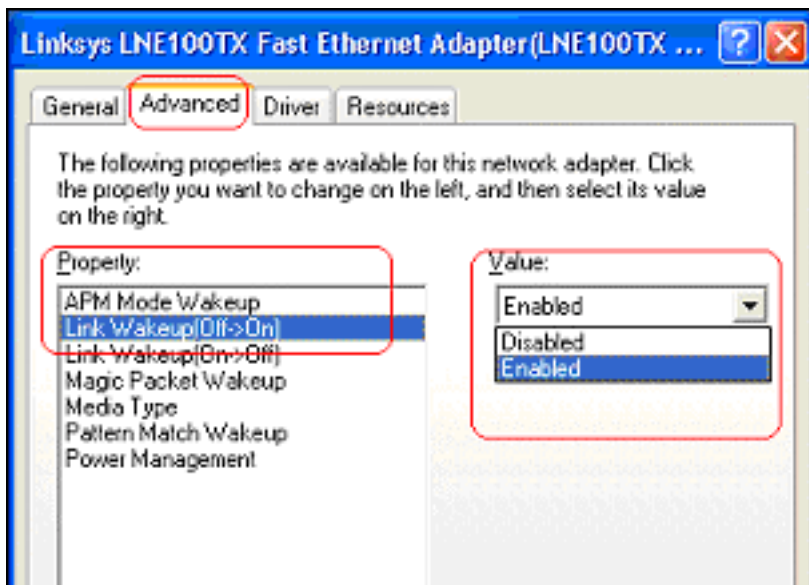 Linksys LNE100TX Fast Ethernet Adapter(LNE100TX ...
General Advanced Driver Resources
The following properties are available for this network adapter. Click
the property you want to change on the left, and then select its value
on the right.
Property:
APM Mode Wakeup
Link Wakeup(Off->On)
Link Wakeup(On->Off)
Magic Packet Wakeup
Media Type
Pattern Match Wakeup
Power Management
Value:
Enabled
Disabled
Enabled